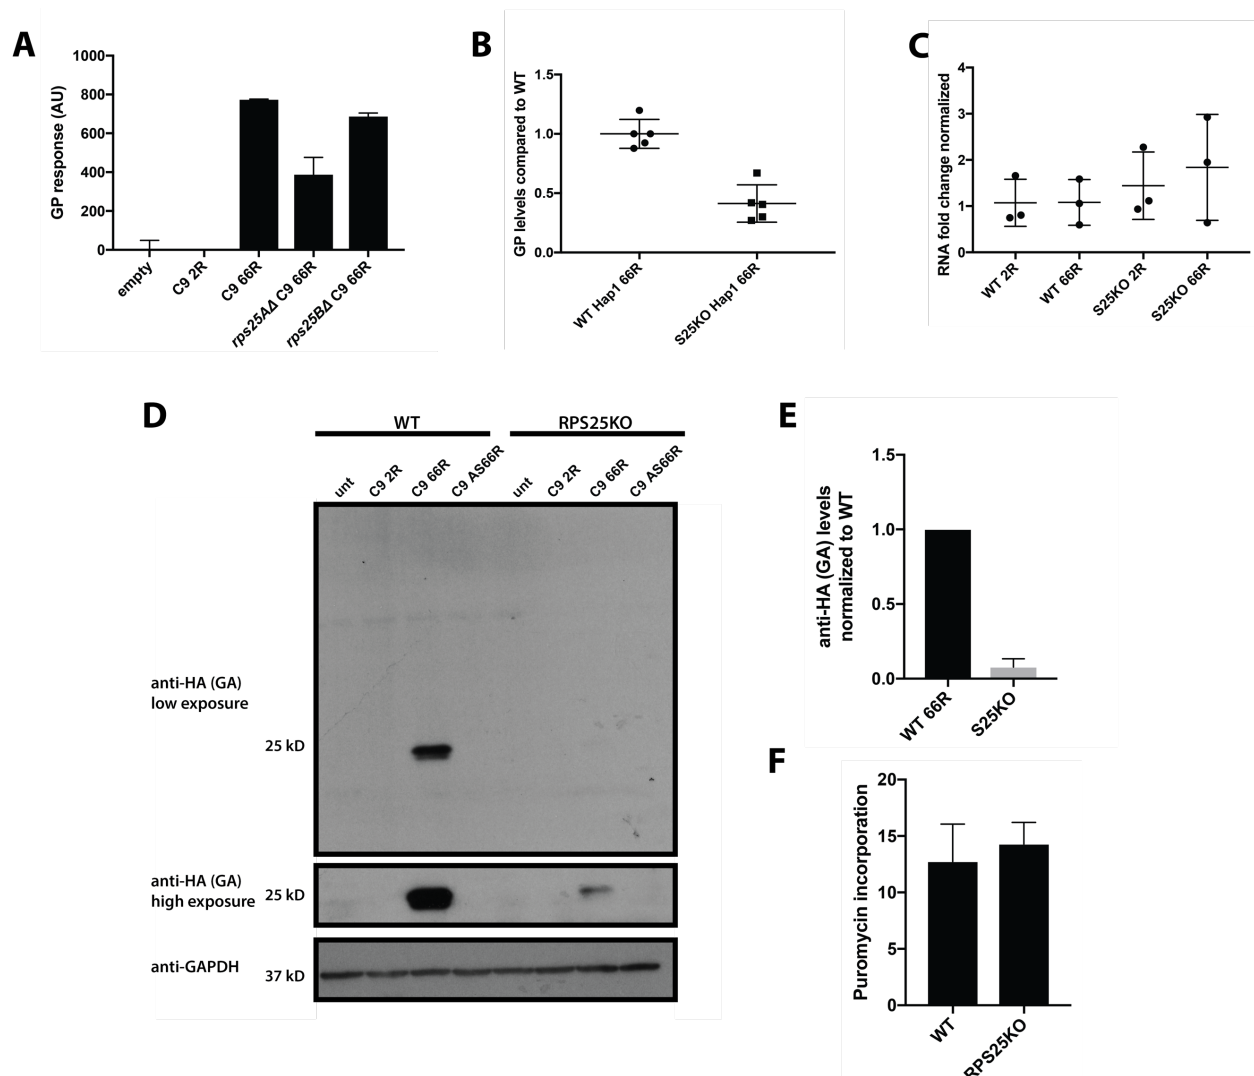 A
GP response (AU)
1000
800
600
400
200
0
empty
C9 2R
C9 66R
rps25AΔ C9 66R
rps25BΔ C9 66R
B
GP letvels compared to WT
1.5
1.0
0.5
0.0
WT Hap1 66R
S25KO Hap1 66R
C
RNA fold change normalized
4
3
2
1
0
WT 2R
WT 66R
S25KO 2R
S25KO 66R
D
WT
RPS25KO
unt
C9 2R
C9 66R
C9 AS66R
unt
C9 2R
C9 66R
C9 AS66R
anti-HA (GA)
low exposure
25 kD
anti-HA (GA)
high exposure
25 kD
anti-GAPDH
37 kD
E
anti-HA (GA) levels
normalized to WT
1.5
1.0
0.5
0.0
WT 66R
S25KO
F
Puromycin incorporation
20
15
10
5
0
WT
RPS25KO